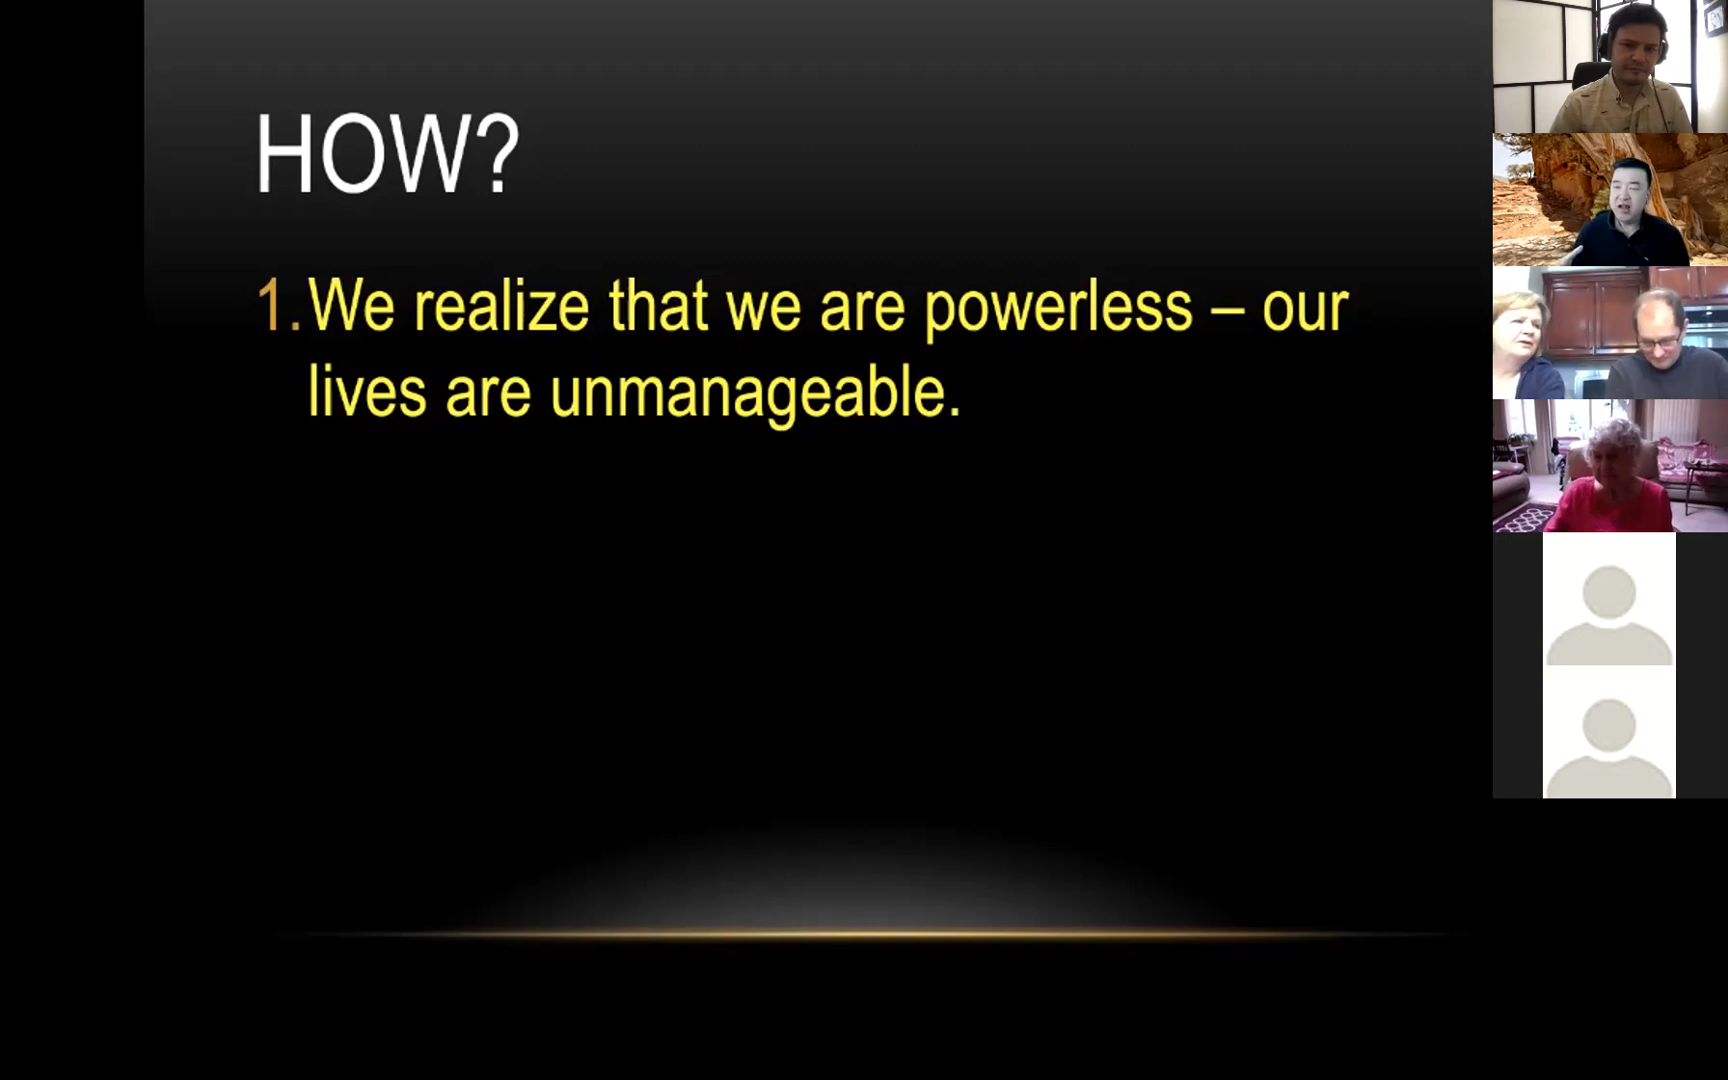 HOW?
1. We realize that we are powerless – our
lives are unmanageable.